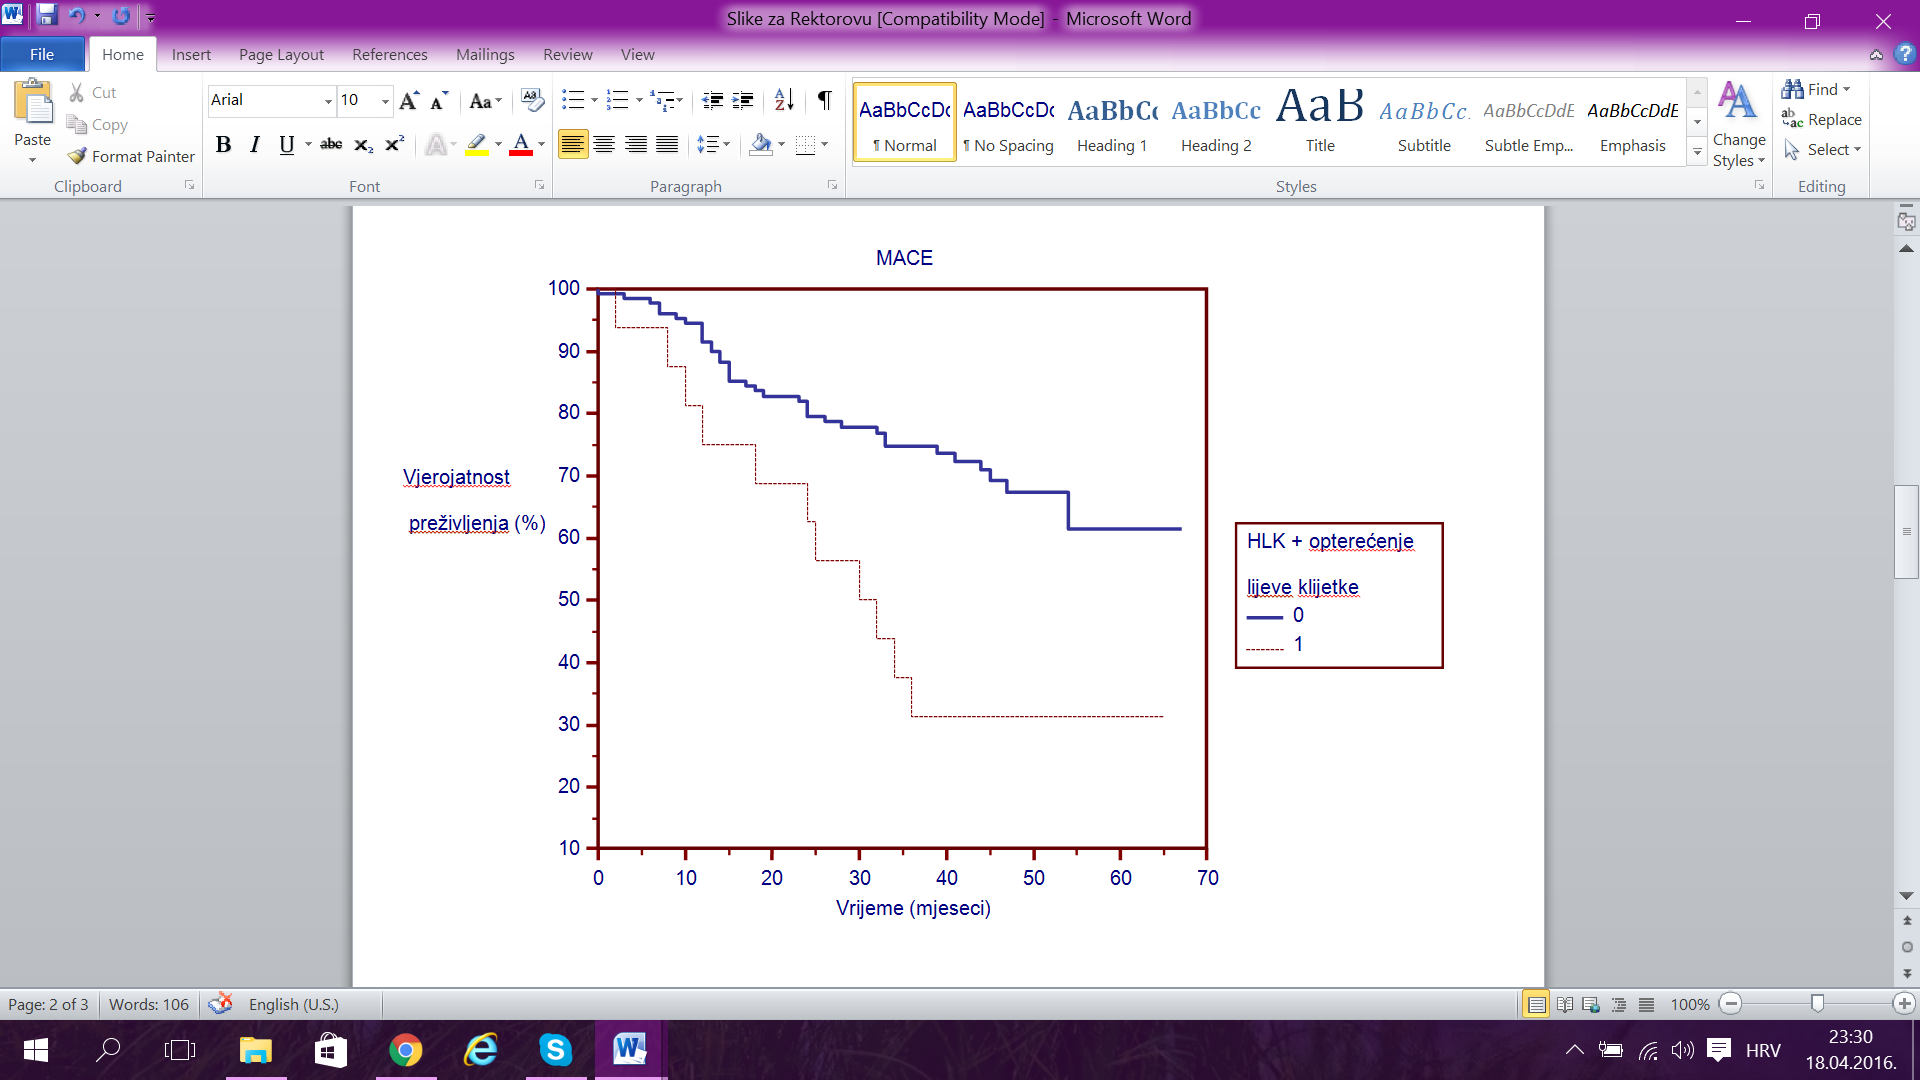 Slike za Rektorovu [Compatibility Mode] - Microsoft Word
File Home Insert Page Layout References Mailings Review View
Paste
Cut
Copy
Format Painter
Clipboard
Arial 10
Font
Paragraph
AaBbCcDc AaBbCcDc AaBbCc AaBbCc AaB AaBbCc. AaBbCcDdE AaBbCcDdE
¶ Normal ¶ No Spacing Heading 1 Heading 2 Title Subtitle Subtle Emp... Emphasis
Change
Styles
Styles
Find
Replace
Select
Editing
MACE
100
90
80
70
60
50
40
30
20
10
Vjerojatnost
preživljenja (%)
0 10 20 30 40 50 60 70
Vrijeme (mjeseci)
HLK + opterećenje
lijeve klijetke
0
1
Page: 2 of 3 Words: 106 English (U.S.) 100%
HRV
23:30
18.04.2016.